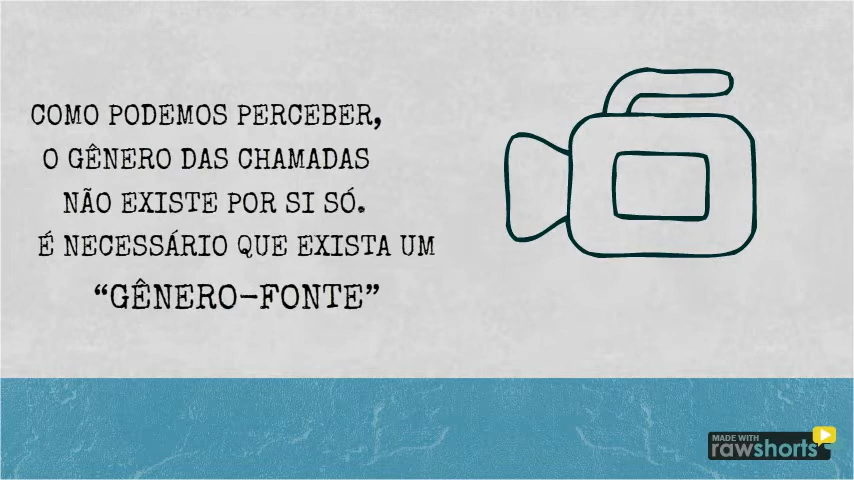 COMO PODEMOS PERCEBER,
O GÊNERO DAS CHAMADAS
NÃO EXISTE POR SI SÓ.
É NECESSÁRIO QUE EXISTA UM
“GÊNERO-FONTE”
MADE WITH
rawshorts